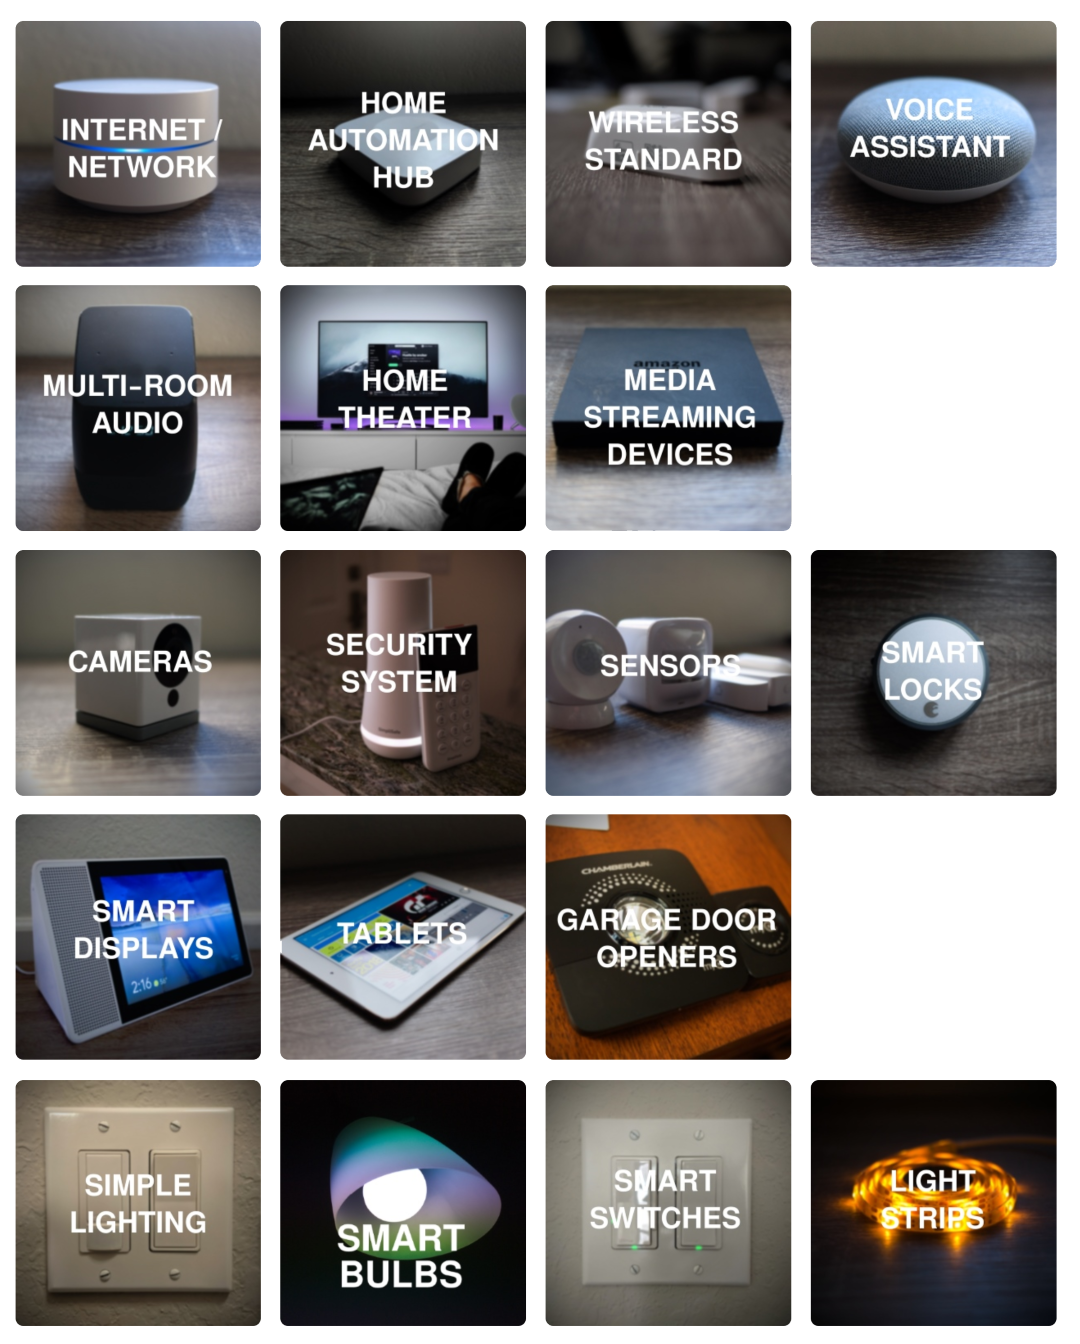 INTERNET /
NETWORK
HOME
AUTOMATION
HUB
WIRELESS
STANDARD
VOICE
ASSISTANT
MULTI-ROOM
AUDIO
HOME
THEATER
amazon
MEDIA
STREAMING
DEVICES
CAMERAS
SECURITY
SYSTEM
SENSORS
SMART
LOCKS
SMART
DISPLAYS
2:16
TABLETS
CHAMBERLAIN
GARAGE DOOR
OPENERS
SIMPLE
LIGHTING
SMART
BULBS
SMART
SWITCHES
LIGHT
STRIPS